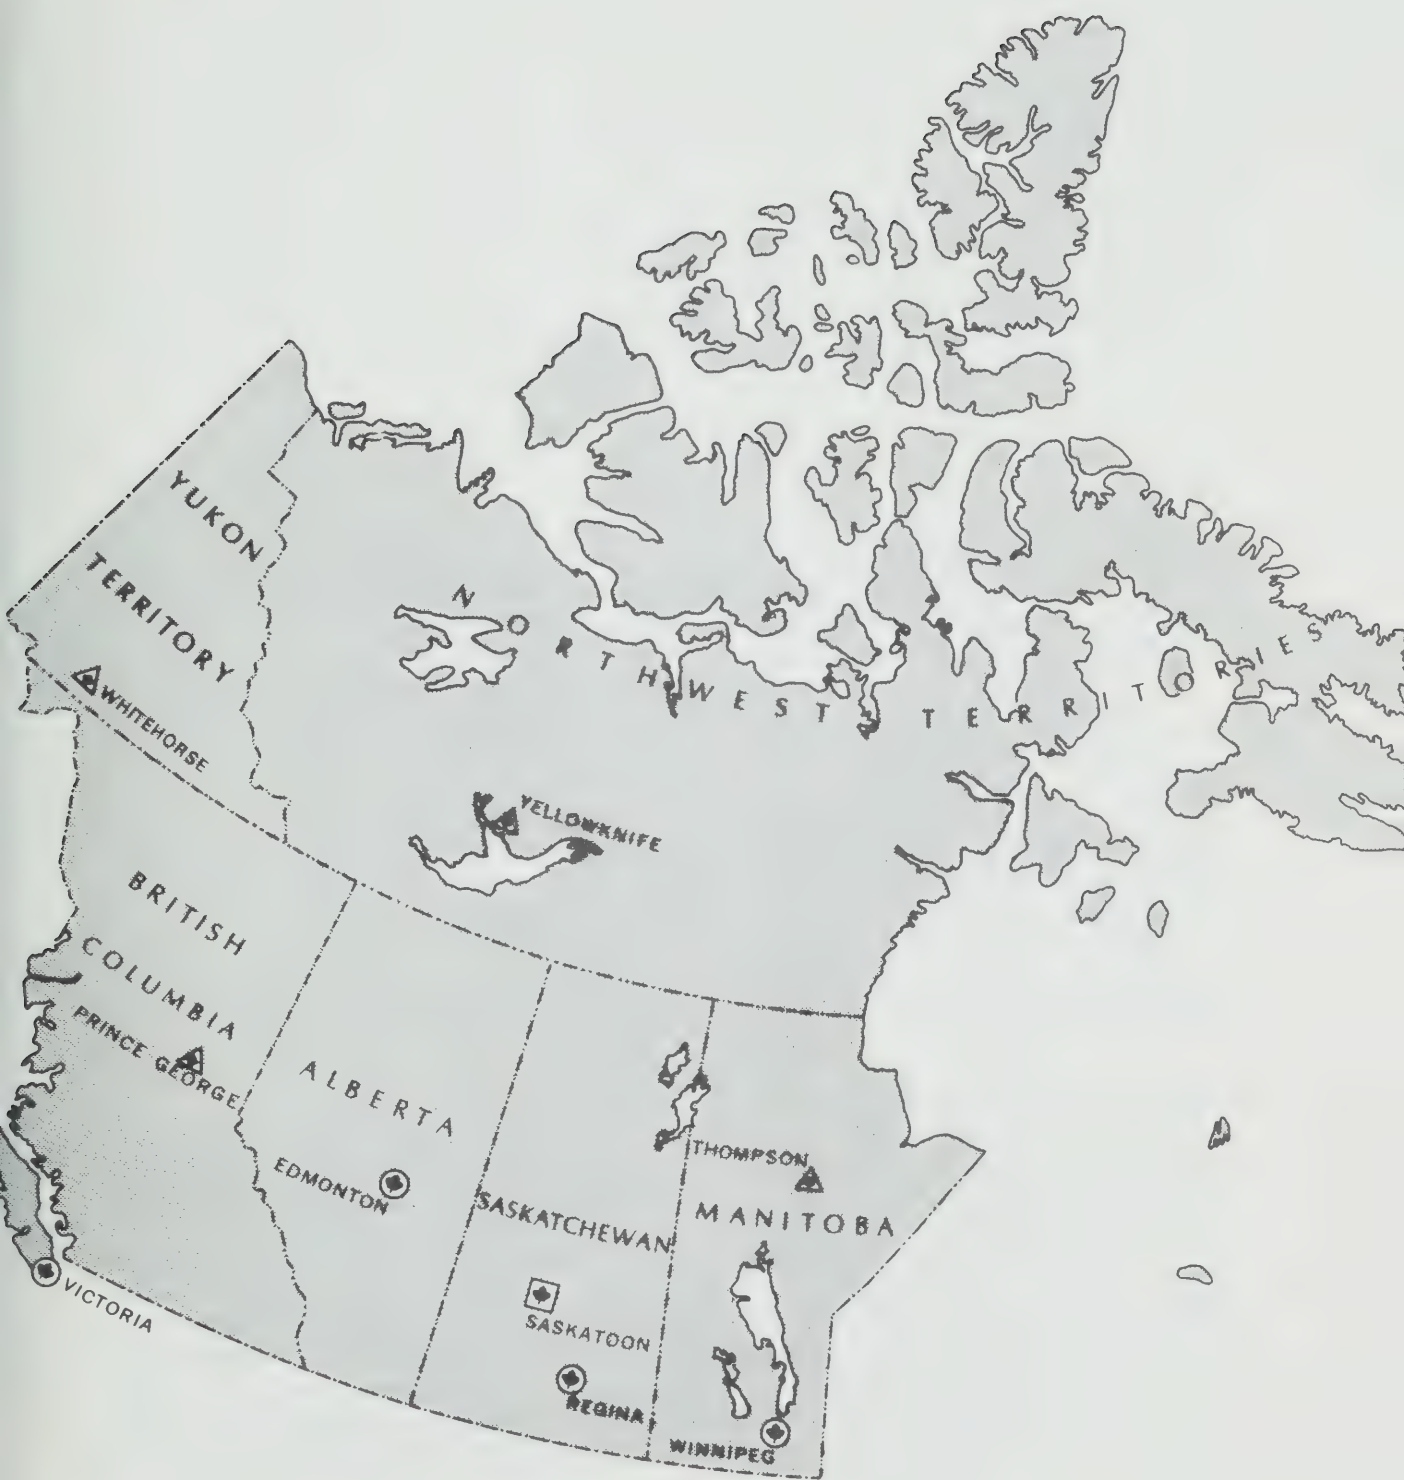 YUKON
TERRITORY
WHITEHORSE
NORTHWEST TERRITORIES
YELLOWKNIFE
BRITISH
COLUMBIA
PRINCE GEORGE
ALBERTA
EDMONTON
THOMPSON
SASKATCHEWAN
MANITOBA
VICTORIA
SASKATOON
REGINA
WINNIPEG